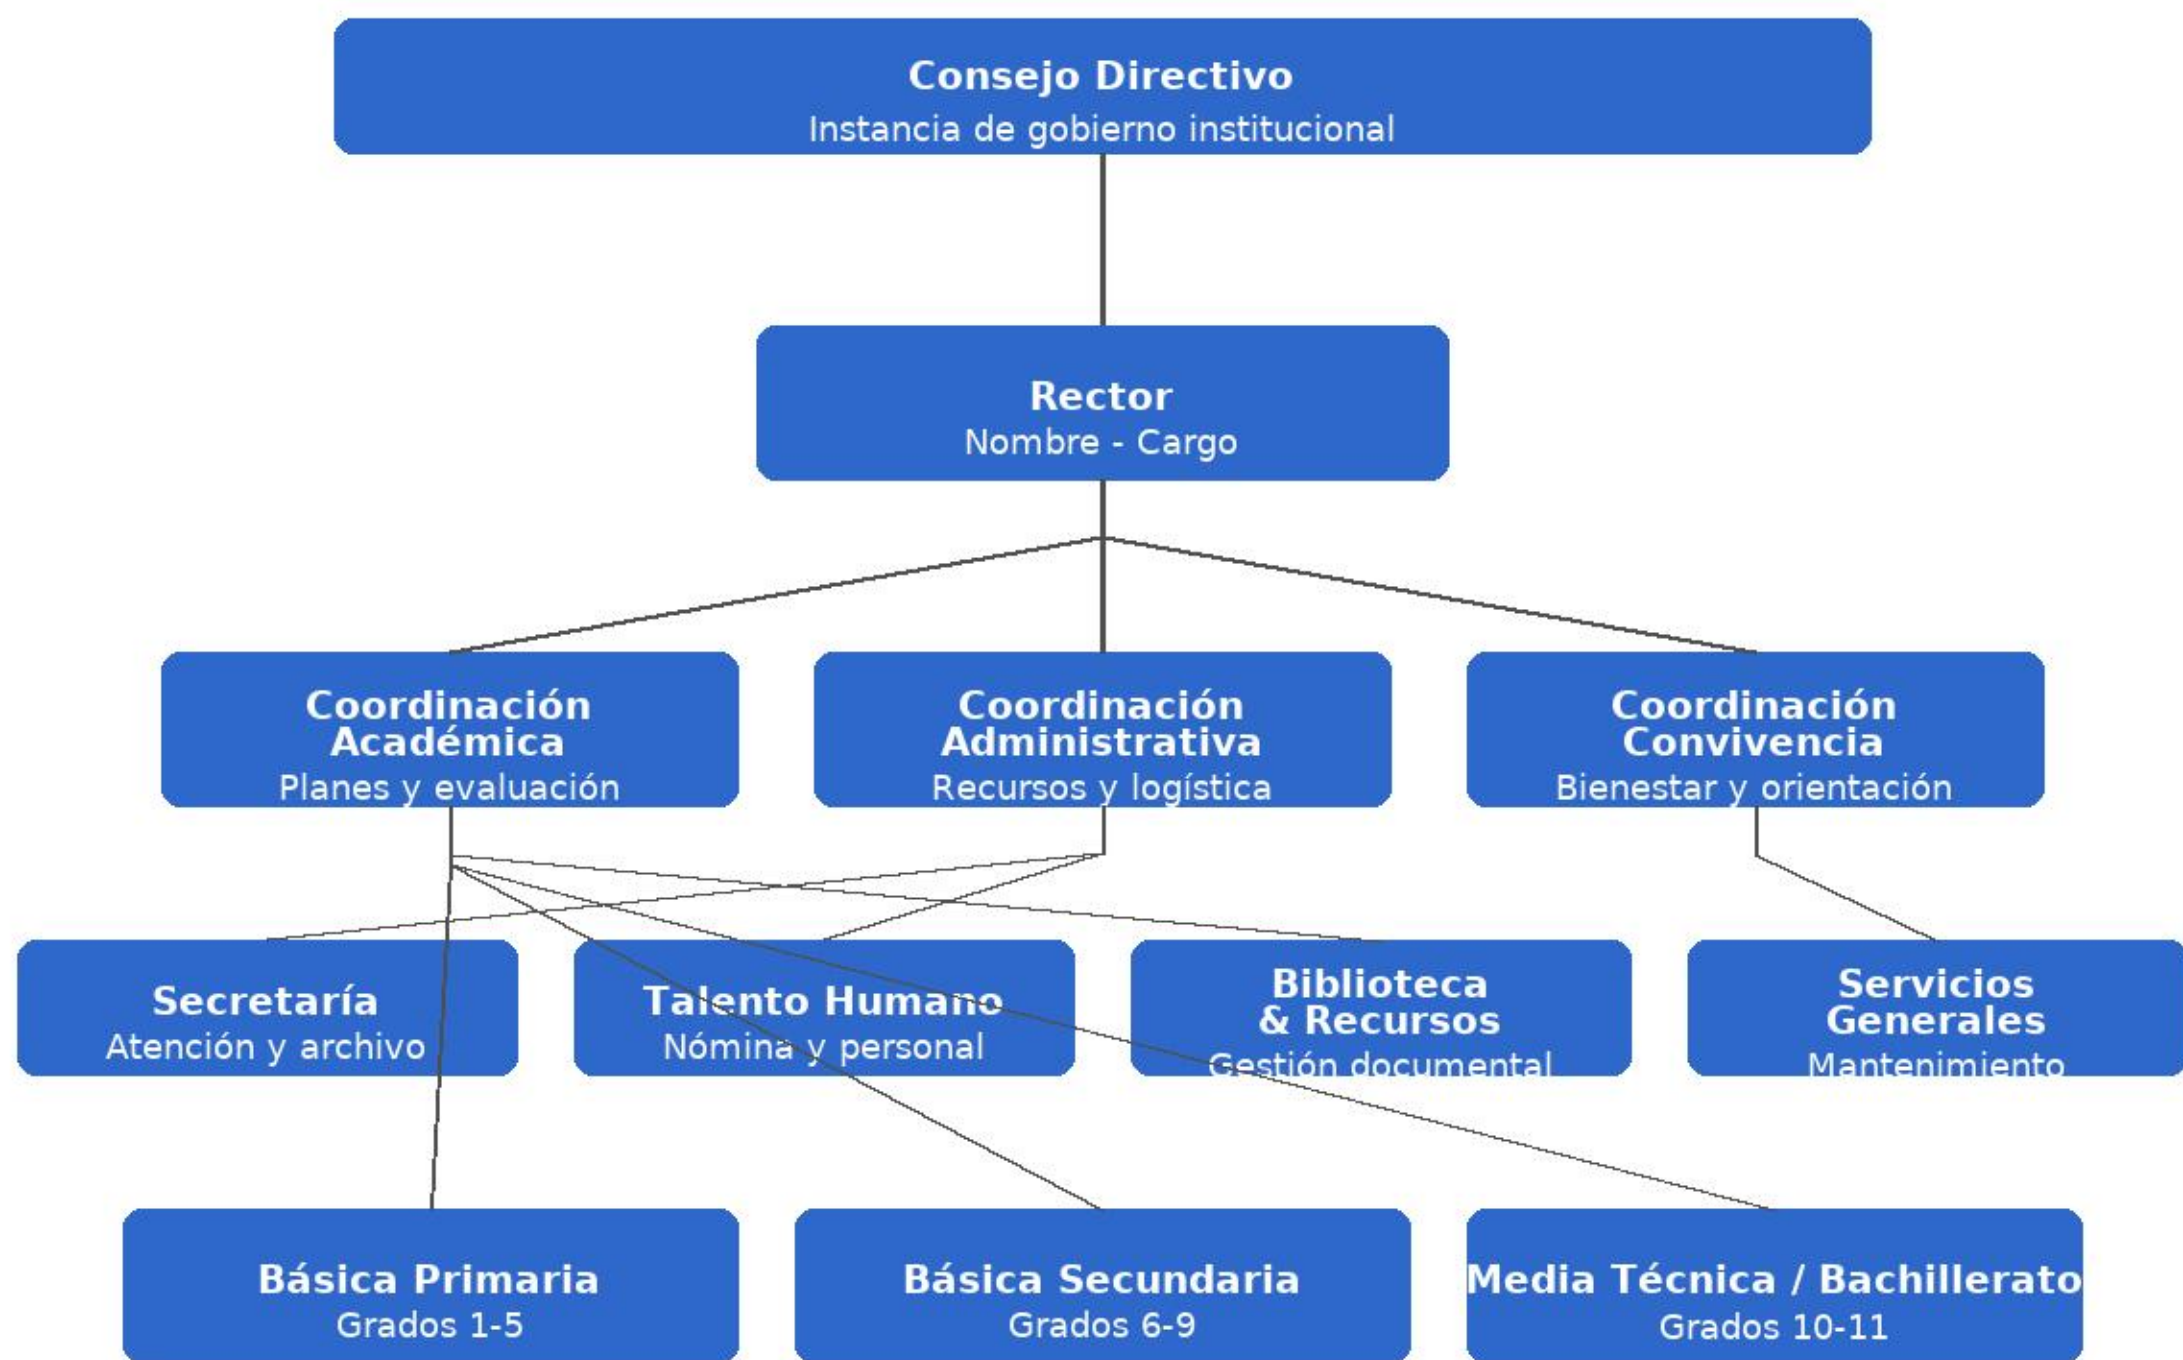 Consejo Directivo
Instancia de gobierno institucional
Rector
Nombre - Cargo
Coordinación
Académica
Planes y evaluación
Coordinación
Administrativa
Recursos y logística
Coordinación
Convivencia
Bienestar y orientación
Secretaría
Atención y archivo
Talento Humano
Nómina y personal
Biblioteca
& Recursos
Gestión documental
Servicios
Generales
Mantenimiento
Básica Primaria
Grados 1-5
Básica Secundaria
Grados 6-9
Media Técnica / Bachillerato
Grados 10-11